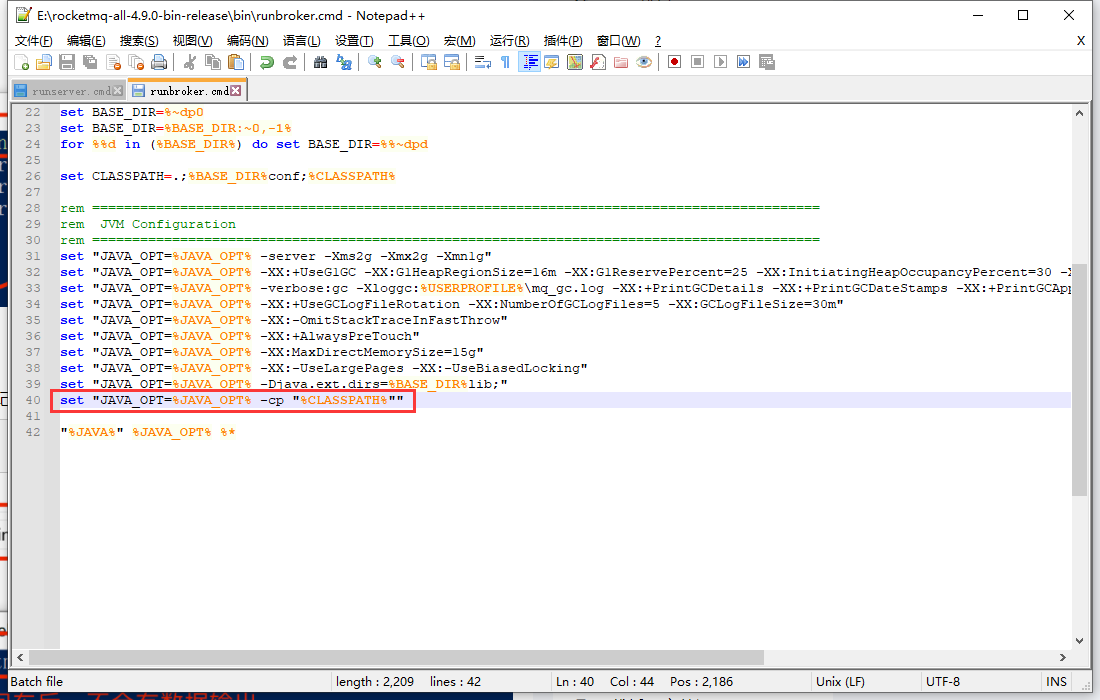 E:\rocketmq-all-4.9.0-bin-release\bin\runbroker.cmd - Notepad++
文件(F) 编辑(E) 搜索(S) 视图(V) 编码(N) 语言(L) 设置(T) 工具(O) 宏(M) 运行(R) 插件(P) 窗口(W) ? X
runserver.cmd runbroker.cmd
22 set BASE_DIR=%~dp0
23 set BASE_DIR=%BASE_DIR:~0,-1%
24 for %%d in (%BASE_DIR%) do set BASE_DIR=%%~dpd
25
26 set CLASSPATH=.;%BASE_DIR%conf;%CLASSPATH%
27
28 rem ===========================================================================================
29 rem  JVM Configuration
30 rem ===========================================================================================
31 set "JAVA_OPT=%JAVA_OPT% -server -Xms2g -Xmx2g -Xmn1g"
32 set "JAVA_OPT=%JAVA_OPT% -XX:+UseG1GC -XX:G1HeapRegionSize=16m -XX:G1ReservePercent=25 -XX:InitiatingHeapOccupancyPercent=30 -X
33 set "JAVA_OPT=%JAVA_OPT% -verbose:gc -Xloggc:%USERPROFILE%\mq_gc.log -XX:+PrintGCDetails -XX:+PrintGCDateStamps -XX:+PrintGCApp
34 set "JAVA_OPT=%JAVA_OPT% -XX:+UseGCLogFileRotation -XX:NumberOfGCLogFiles=5 -XX:GCLogFileSize=30m"
35 set "JAVA_OPT=%JAVA_OPT% -XX:-OmitStackTraceInFastThrow"
36 set "JAVA_OPT=%JAVA_OPT% -XX:+AlwaysPreTouch"
37 set "JAVA_OPT=%JAVA_OPT% -XX:MaxDirectMemorySize=15g"
38 set "JAVA_OPT=%JAVA_OPT% -XX:-UseLargePages -XX:-UseBiasedLocking"
39 set "JAVA_OPT=%JAVA_OPT% -Djava.ext.dirs=%BASE_DIR%lib;"
40 set "JAVA_OPT=%JAVA_OPT% -cp "%CLASSPATH%""
41
42 "%JAVA%" %JAVA_OPT% %*
Batch file length : 2,209 lines : 42 Ln : 40 Col : 44 Pos : 2,186 Unix (LF) UTF-8 INS